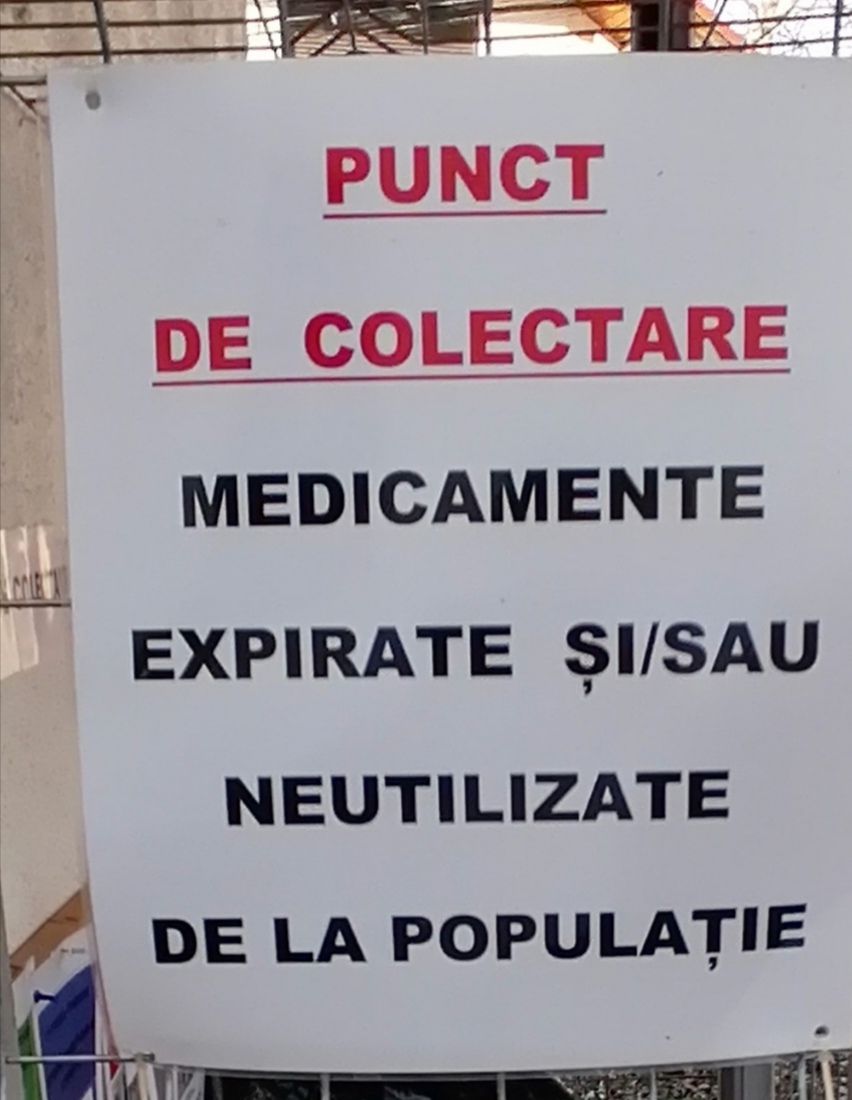 PUNCT
DE COLECTARE
MEDICAMENTE
EXPIRATE ȘI/SAU
NEUTILIZATE
DE LA POPULAȚIE